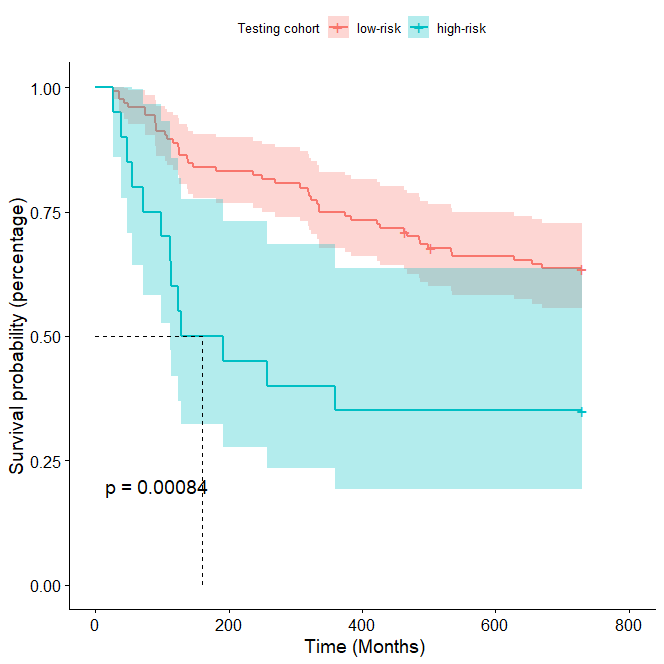 Testing cohort low-risk high-risk
Survival probability (percentage)
1.00
0.75
0.50
0.25
0.00
p = 0.00084
0 200 400 600 800
Time (Months)